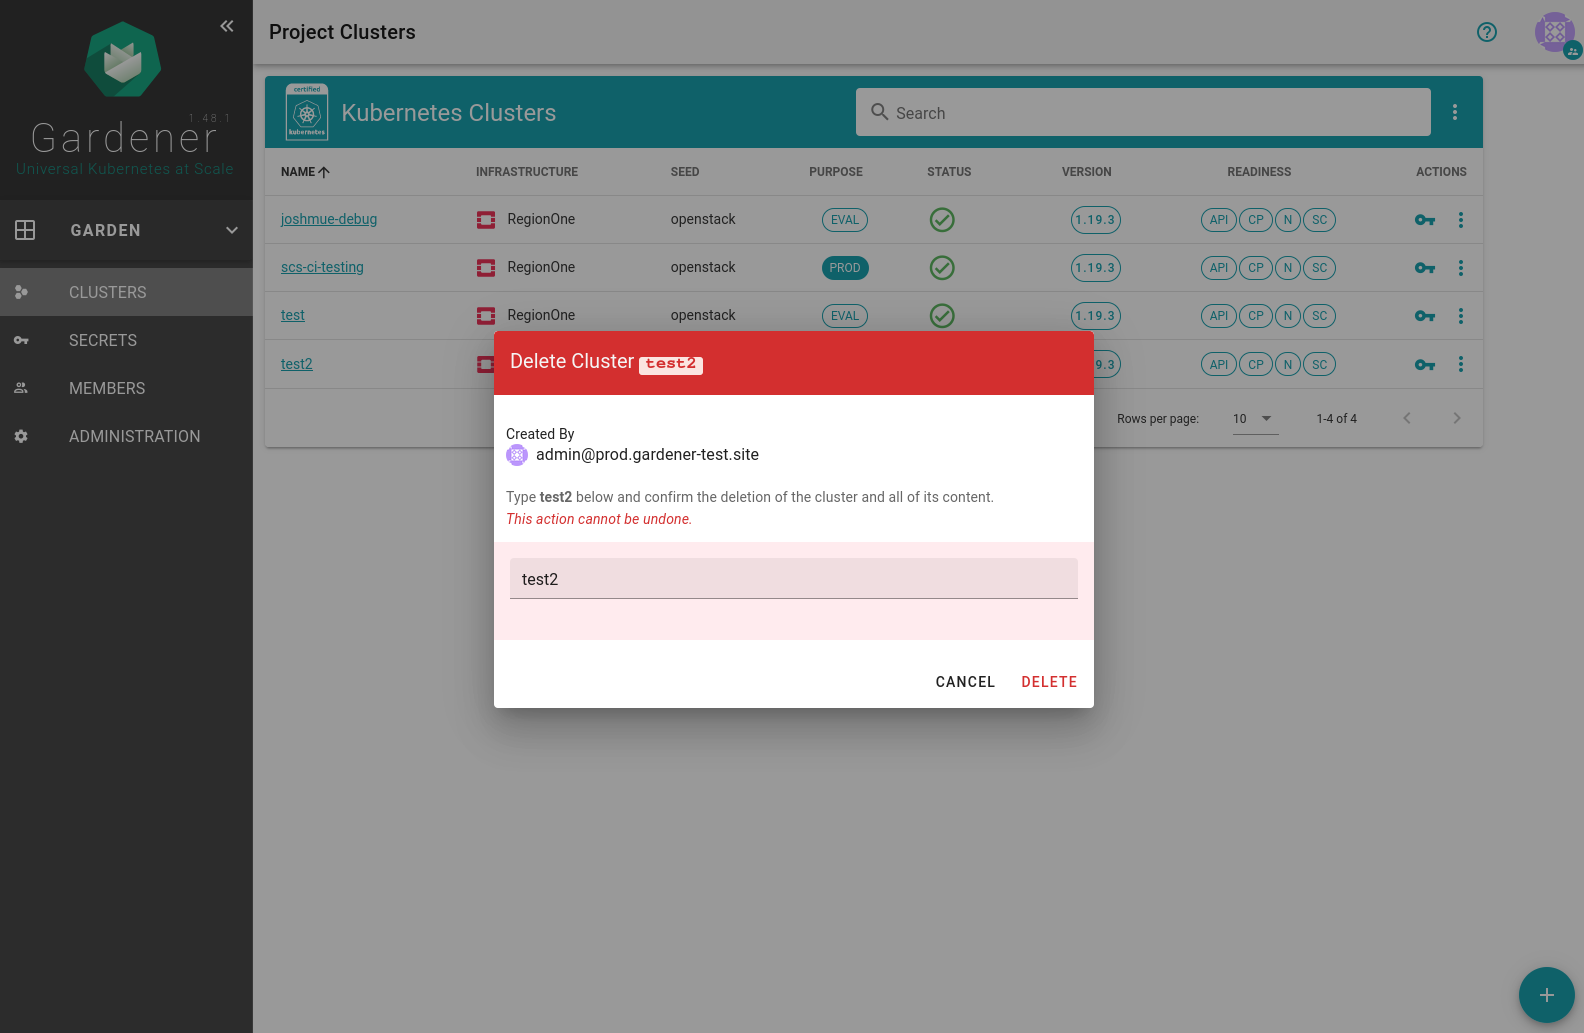 Project Clusters
1.48.1
Gardener
Universal Kubernetes at Scale
GARDEN
CLUSTERS
SECRETS
MEMBERS
ADMINISTRATION
certified
kubernetes
Kubernetes Clusters
Search
NAME INFRASTRUCTURE SEED PURPOSE STATUS VERSION READINESS ACTIONS
joshmue-debug RegionOne openstack EVAL 1.19.3 API CP N SC
scs-ci-testing RegionOne openstack PROD 1.19.3 API CP N SC
test RegionOne openstack EVAL 1.19.3 API CP N SC
test2 API CP N SC
Rows per page: 10 1-4 of 4
Delete Cluster test2
Created By
admin@prod.gardener-test.site
Type test2 below and confirm the deletion of the cluster and all of its content.
This action cannot be undone.
test2
CANCEL DELETE